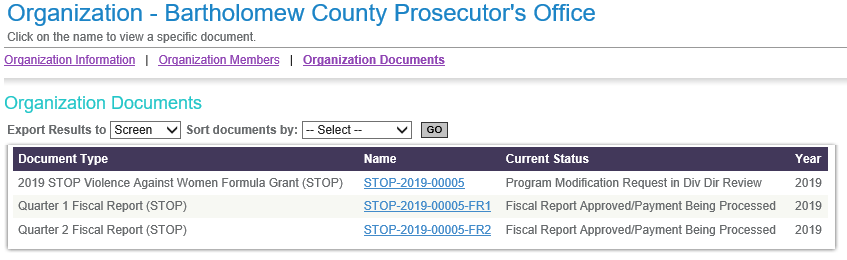 Organization - Bartholomew County Prosecutor's Office
Click on the name to view a specific document.
Organization Information | Organization Members | Organization Documents
Organization Documents
Export Results to Screen Sort documents by: -- Select -- GO
Document Type Name Current Status Year
2019 STOP Violence Against Women Formula Grant (STOP) STOP-2019-00005 Program Modification Request in Div Dir Review 2019
Quarter 1 Fiscal Report (STOP) STOP-2019-00005-FR1 Fiscal Report Approved/Payment Being Processed 2019
Quarter 2 Fiscal Report (STOP) STOP-2019-00005-FR2 Fiscal Report Approved/Payment Being Processed 2019